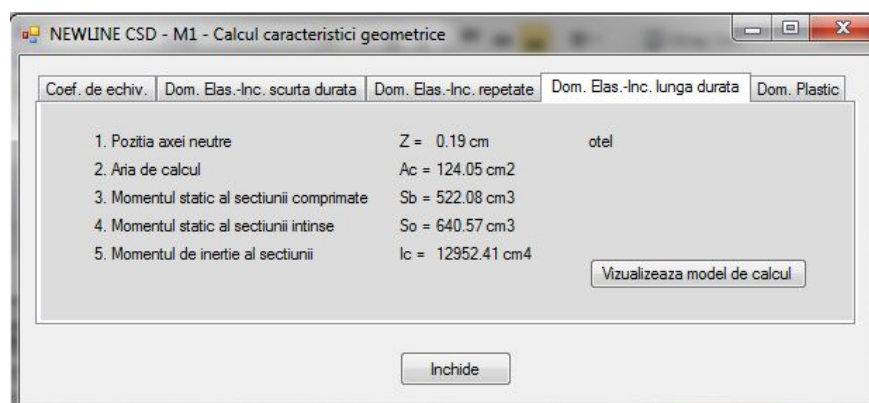 NEWLINE CSD - M1 - Calcul caracteristici geometrice
Coef. de echiv. Dom. Elas.-Inc. scurta durata Dom. Elas.-Inc. repetate Dom. Elas.-Inc. lunga durata Dom. Plastic
1. Pozitia axei neutre Z = 0.19 cm otel
2. Aria de calcul Ac = 124.05 cm2
3. Momentul static al sectiunii comprimate Sb = 522.08 cm3
4. Momentul static al sectiunii intinse So = 640.57 cm3
5. Momentul de inertie al sectiunii Ic = 12952.41 cm4
Vizualizeaza model de calcul
Inchide